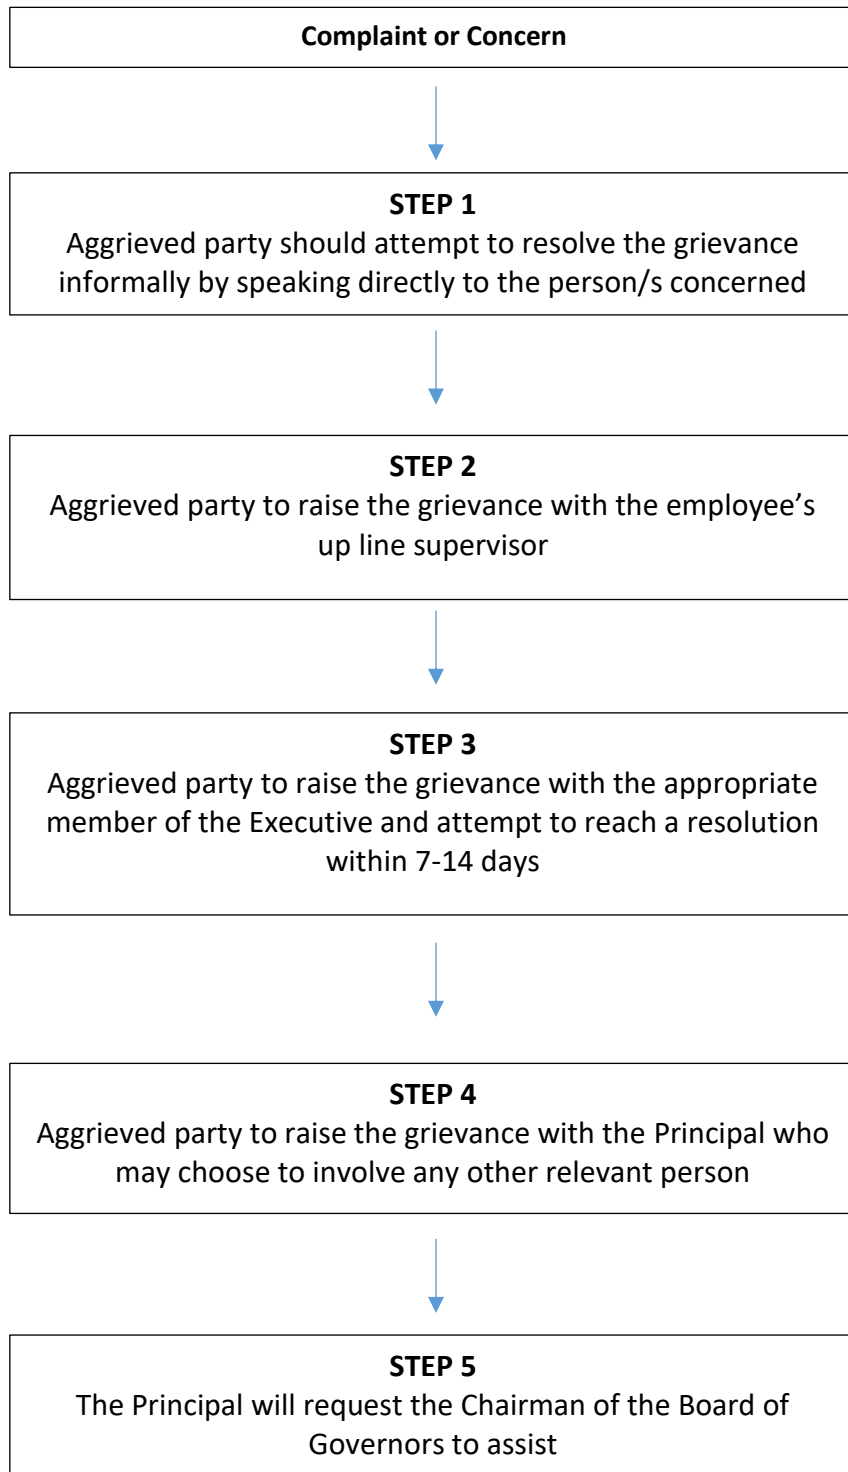 Complaint or Concern
STEP 1
Aggrieved party should attempt to resolve the grievance
informally by speaking directly to the person/s concerned
STEP 2
Aggrieved party to raise the grievance with the employee’s
up line supervisor
STEP 3
Aggrieved party to raise the grievance with the appropriate
member of the Executive and attempt to reach a resolution
within 7-14 days
STEP 4
Aggrieved party to raise the grievance with the Principal who
may choose to involve any other relevant person
STEP 5
The Principal will request the Chairman of the Board of
Governors to assist